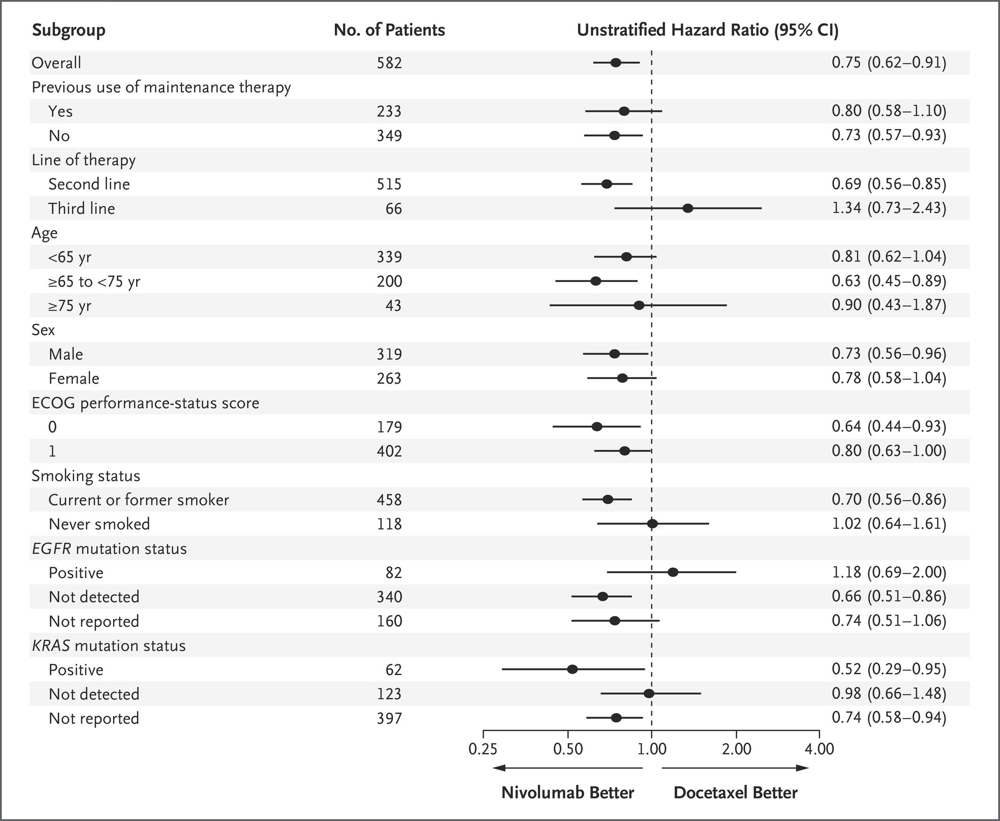 Subgroup No. of Patients Unstratified Hazard Ratio (95% CI)
Overall 582 0.75 (0.62–0.91)
Previous use of maintenance therapy
Yes 233 0.80 (0.58–1.10)
No 349 0.73 (0.57–0.93)
Line of therapy
Second line 515 0.69 (0.56–0.85)
Third line 66 1.34 (0.73–2.43)
Age
<65 yr 339 0.81 (0.62–1.04)
≥65 to <75 yr 200 0.63 (0.45–0.89)
≥75 yr 43 0.90 (0.43–1.87)
Sex
Male 319 0.73 (0.56–0.96)
Female 263 0.78 (0.58–1.04)
ECOG performance-status score
0 179 0.64 (0.44–0.93)
1 402 0.80 (0.63–1.00)
Smoking status
Current or former smoker 458 0.70 (0.56–0.86)
Never smoked 118 1.02 (0.64–1.61)
EGFR mutation status
Positive 82 1.18 (0.69–2.00)
Not detected 340 0.66 (0.51–0.86)
Not reported 160 0.74 (0.51–1.06)
KRAS mutation status
Positive 62 0.52 (0.29–0.95)
Not detected 123 0.98 (0.66–1.48)
Not reported 397 0.74 (0.58–0.94)
0.25 0.50 1.00 2.00 4.00
Nivolumab Better Docetaxel Better